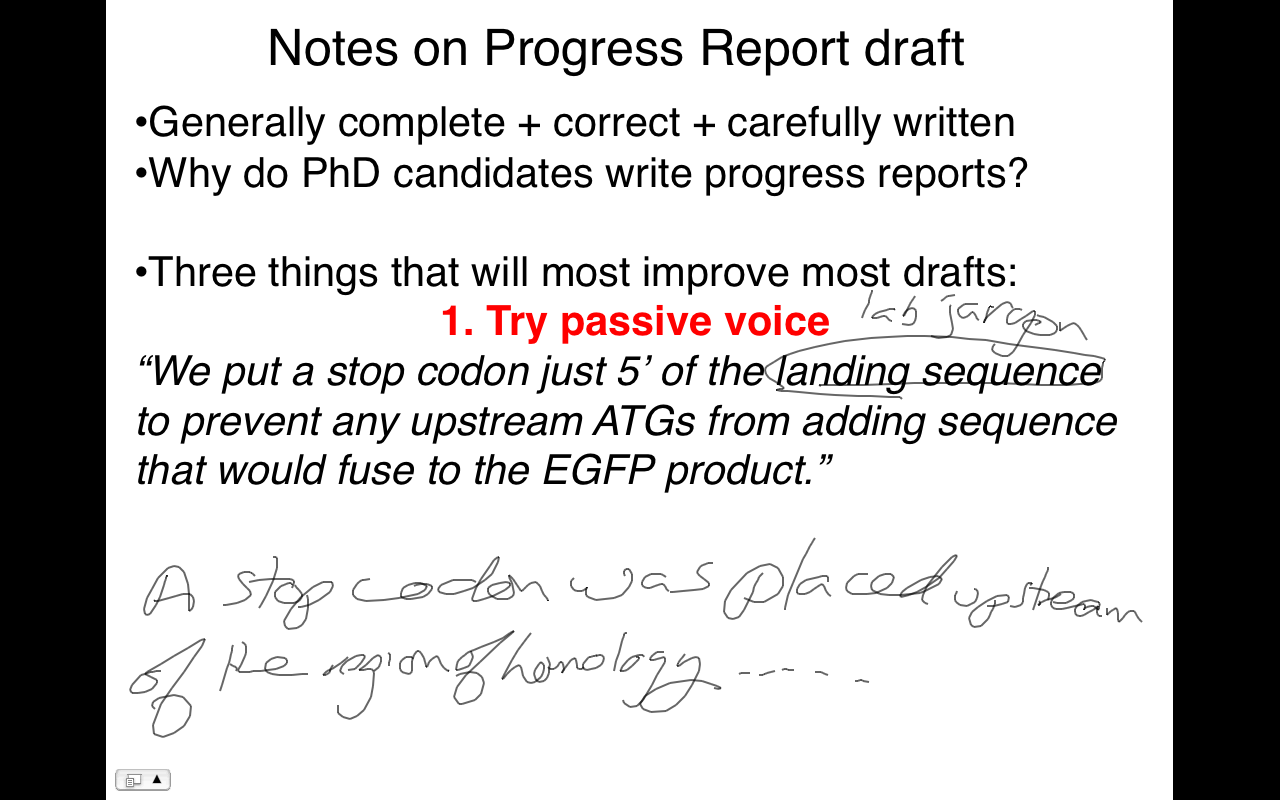 Notes on Progress Report draft
•Generally complete + correct + carefully written
•Why do PhD candidates write progress reports?
•Three things that will most improve most drafts:
1. Try passive voice
lab jargon
“We put a stop codon just 5’ of the landing sequence
to prevent any upstream ATGs from adding sequence
that would fuse to the EGFP product.”
A stop codon was placed upstream
of the region of homology -----